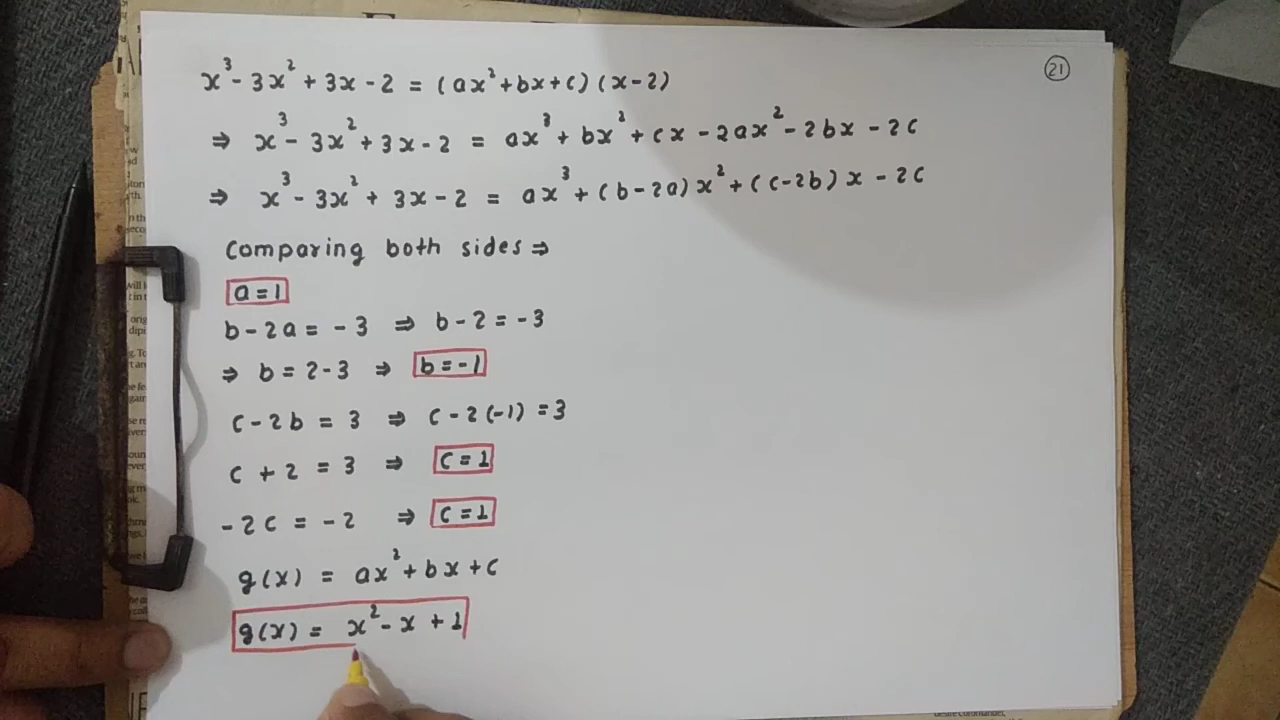 21
x³ - 3x² + 3x - 2 = (ax² + bx + c) (x - 2)
⇒ x³ - 3x² + 3x - 2 = ax³ + bx² + cx - 2ax² - 2bx - 2c
⇒ x³ - 3x² + 3x - 2 = ax³ + (b - 2a) x² + (c - 2b) x - 2c
Comparing both sides ⇒
a = 1
b - 2a = - 3 ⇒ b - 2 = - 3
⇒ b = 2 - 3 ⇒ b = - 1
c - 2b = 3 ⇒ c - 2 (-1) = 3
c + 2 = 3 ⇒ c = 1
- 2c = - 2 ⇒ c = 1
g(x) = ax² + bx + c
g(x) = x² - x + 1